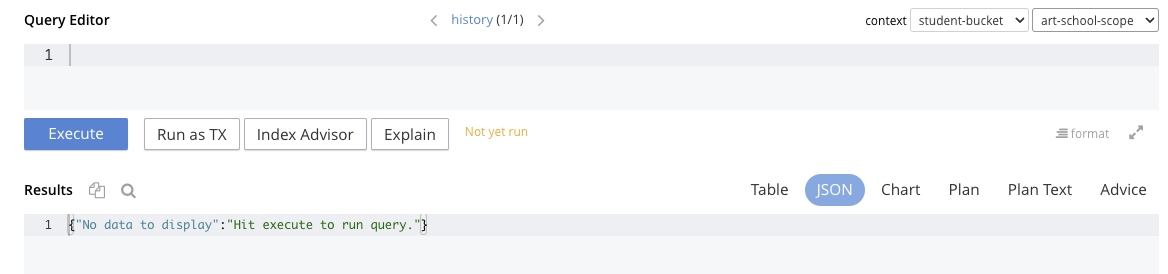 Query Editor
history (1/1)
context student-bucket art-school-scope
1
Execute Run as TX Index Advisor Explain Not yet run format
Results Table JSON Chart Plan Plan Text Advice
1 {"No data to display":"Hit execute to run query."}